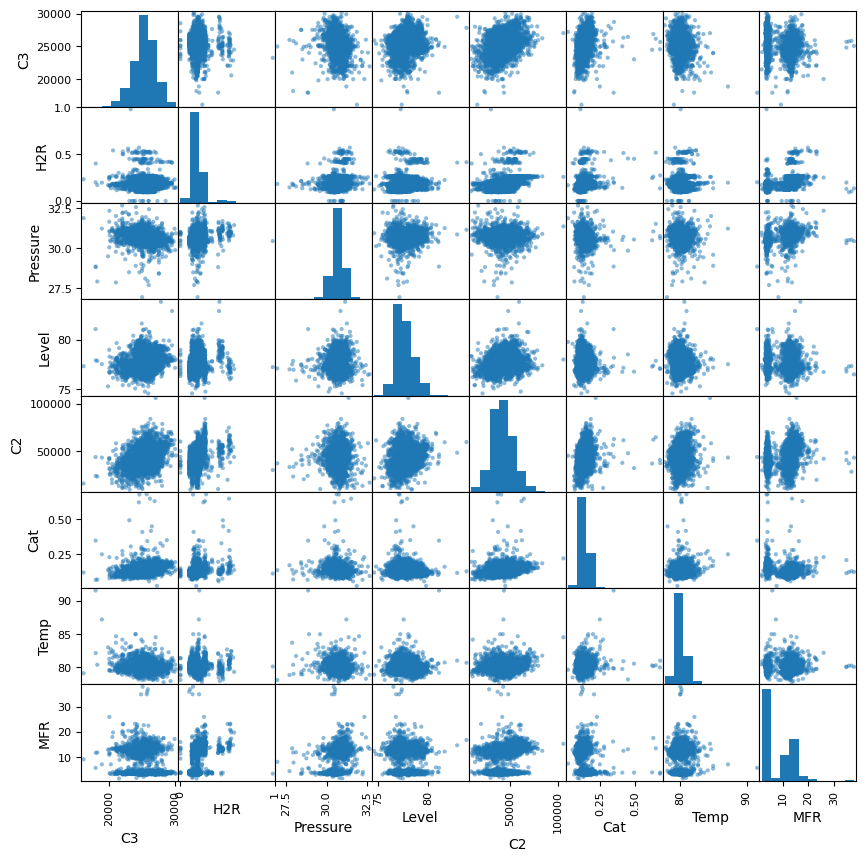 30000
25000
20000
C3
1.0
0.5
0.0
H2R
32.5
30.0
27.5
Pressure
80
75
Level
100000
50000
C2
0.50
0.25
Cat
90
85
80
Temp
30
20
10
MFR
20000 30000 0 1 27.5 30.0 32.5 75 80 50000 100000 0.25 0.50 80 90 10 20 30
C3 H2R Pressure Level C2 Cat Temp MFR